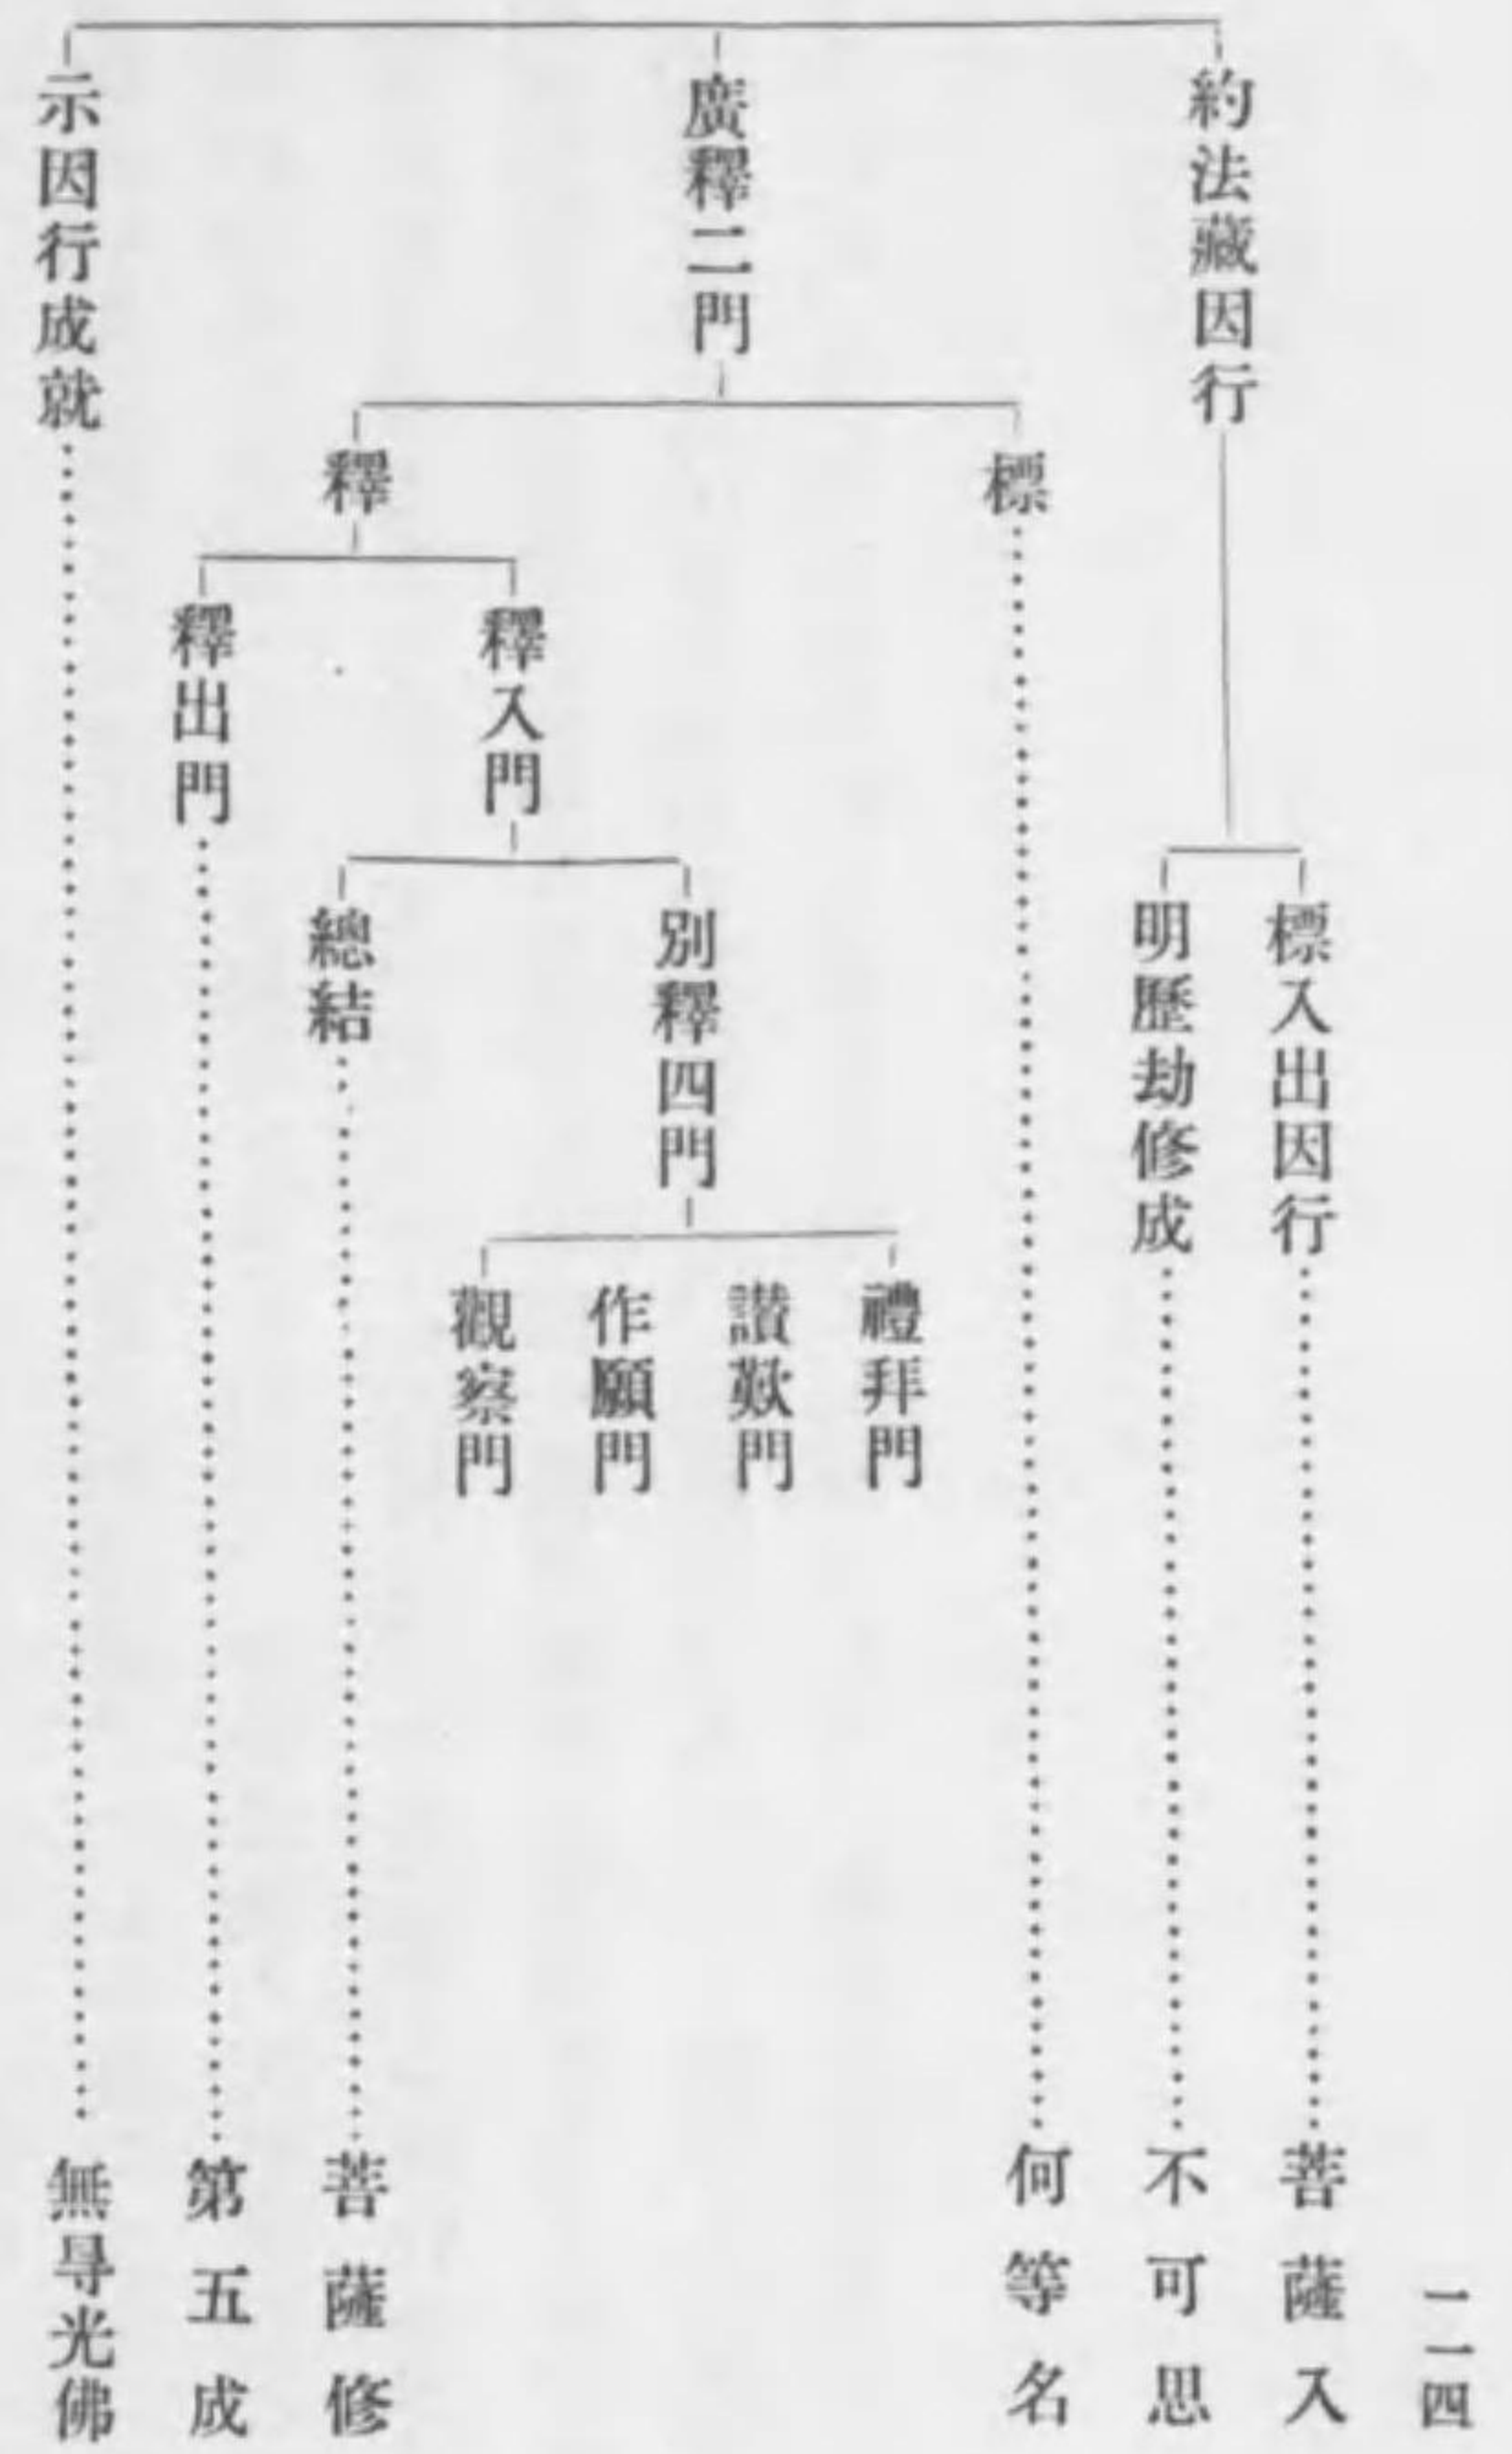 約法藏因行
標入出因行
菩薩入
明歷劫修成
不可思
廣釋二門
標
何等名
釋
釋入門
別釋四門
禮拜門
讃歎門
作願門
觀察門
總結
菩薩修
釋出門
第五成
示因行成就
無㝵光佛
一一四